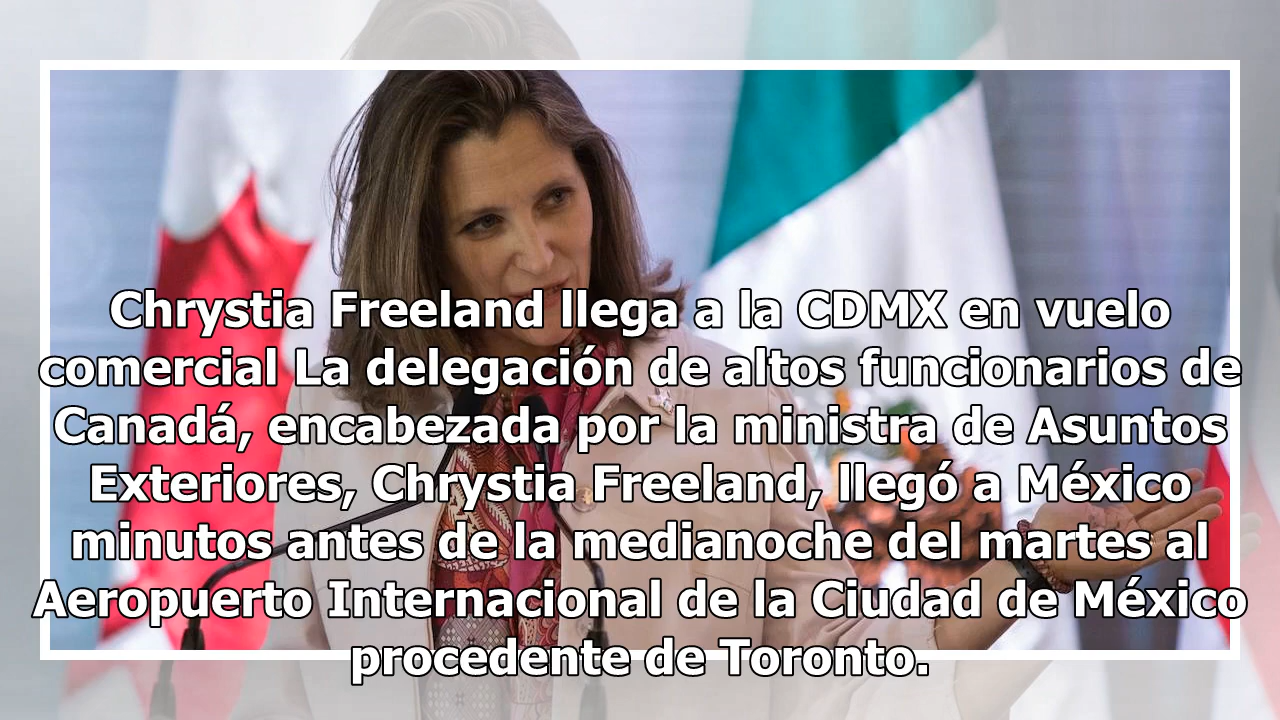 Chrystia Freeland llega a la CDMX en vuelo
comercial La delegación de altos funcionarios de
Canadá, encabezada por la ministra de Asuntos
Exteriores, Chrystia Freeland, llegó a México
minutos antes de la medianoche del martes al
Aeropuerto Internacional de la Ciudad de México
procedente de Toronto.